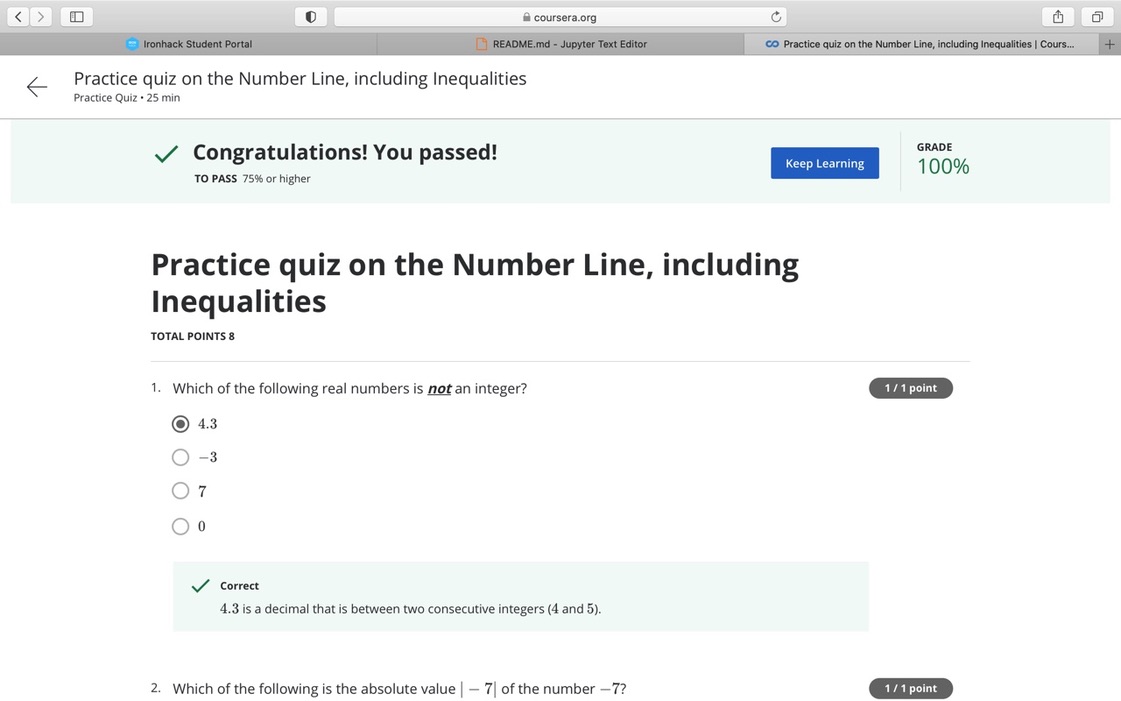 coursera.org
Ironhack Student Portal
README.md - Jupyter Text Editor
Practice quiz on the Number Line, including Inequalities | Cours...
Practice quiz on the Number Line, including Inequalities
Practice Quiz • 25 min
Congratulations! You passed!
TO PASS 75% or higher
Keep Learning
GRADE
100%
Practice quiz on the Number Line, including
Inequalities
TOTAL POINTS 8
1. Which of the following real numbers is not an integer?
1 / 1 point
4.3
−3
7
0
Correct
4.3 is a decimal that is between two consecutive integers (4 and 5).
2. Which of the following is the absolute value | − 7| of the number −7?
1 / 1 point